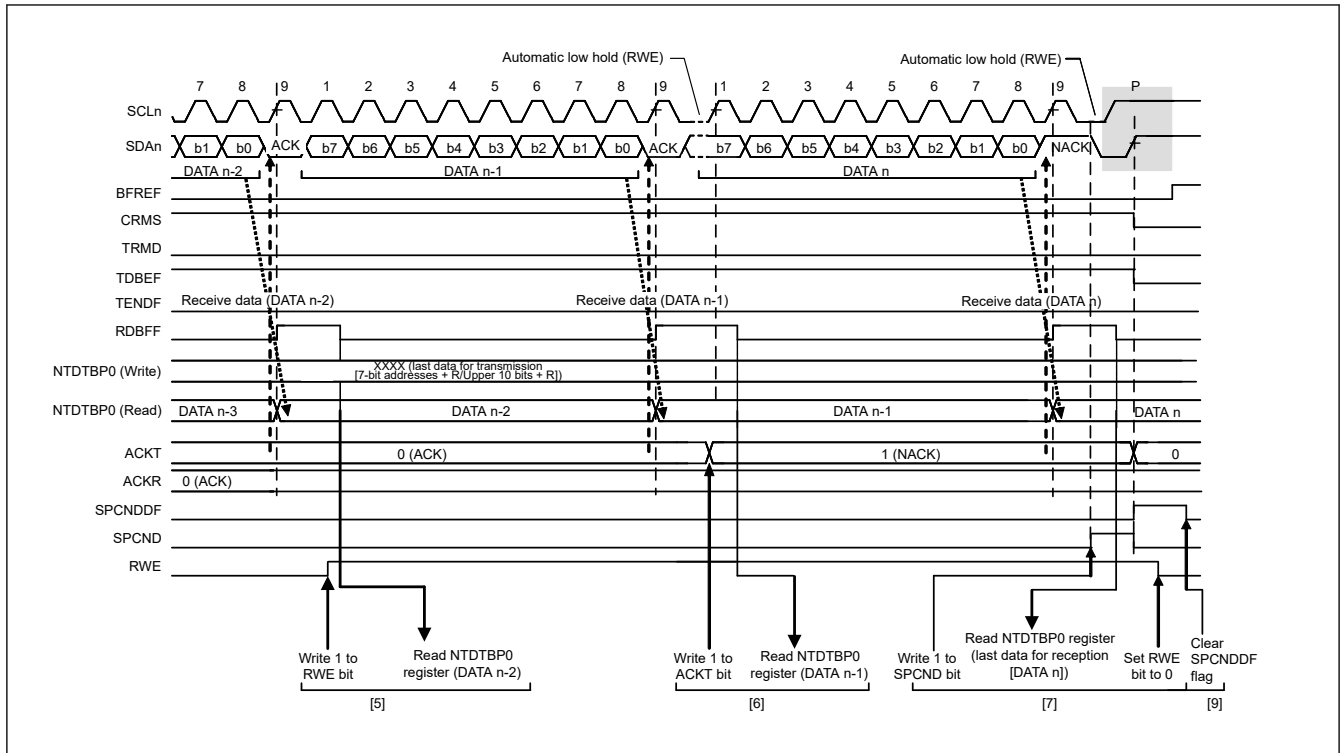 Automatic low hold (RWE)
Automatic low hold (RWE)
7 8 9 1 2 3 4 5 6 7 8 9 1 2 3 4 5 6 7 8 9 P
SCLn
SDAn b1 b0 ACK b7 b6 b5 b4 b3 b2 b1 b0 ACK b7 b6 b5 b4 b3 b2 b1 b0 NACK
DATA n-2 DATA n-1 DATA n
BFREF
CRMS
TRMD
TDBEF
TENDF Receive data (DATA n-2) Receive data (DATA n-1) Receive data (DATA n)
RDBFF
NTDTBP0 (Write) XXXX (last data for transmission
[7-bit addresses + R/Upper 10 bits + R])
NTDTBP0 (Read) DATA n-3 DATA n-2 DATA n-1 DATA n
ACKT 0 (ACK) 1 (NACK) 0
ACKR 0 (ACK)
SPCNDDF
SPCND
RWE
Write 1 to
RWE bit
Read NTDTBP0
register (DATA n-2)
Write 1 to
ACKT bit
Read NTDTBP0
register (DATA n-1)
Write 1 to
SPCND bit
Read NTDTBP0 register
(last data for reception
[DATA n])
Set RWE
bit to 0
Clear
SPCNDDF
flag
[5] [6] [7] [9]